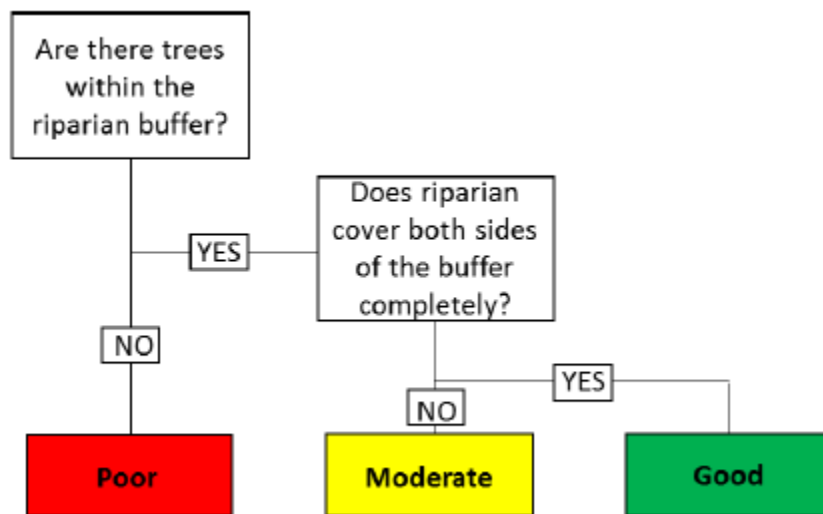 Are there trees
within the
riparian buffer?
Does riparian
cover both sides
of the buffer
completely?
YES
NO
YES
NO
Poor
Moderate
Good